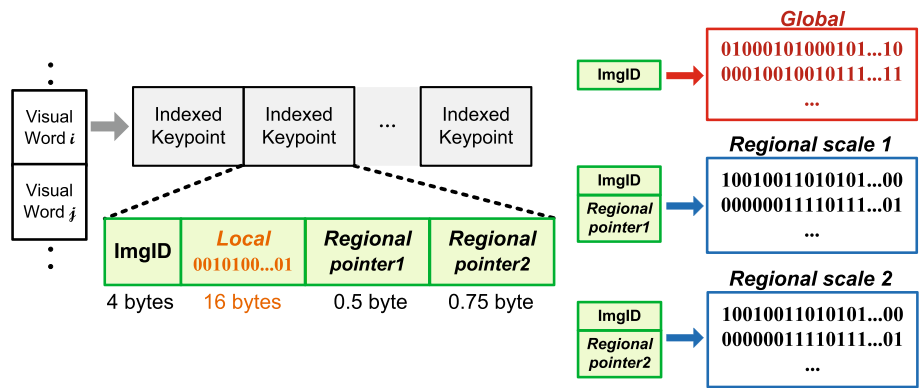 Visual
Word i
Visual
Word j
Indexed
Keypoint
Indexed
Keypoint
...
Indexed
Keypoint
ImgID
Local
0010100...01
Regional
pointer1
Regional
pointer2
4 bytes
16 bytes
0.5 byte
0.75 byte
Global
ImgID
01000101000101...10
00010010010111...11
...
Regional scale 1
ImgID
Regional
pointer1
10010011010101...00
00000011110111...01
...
Regional scale 2
ImgID
Regional
pointer2
10010011010101...00
00000011110111...01
...